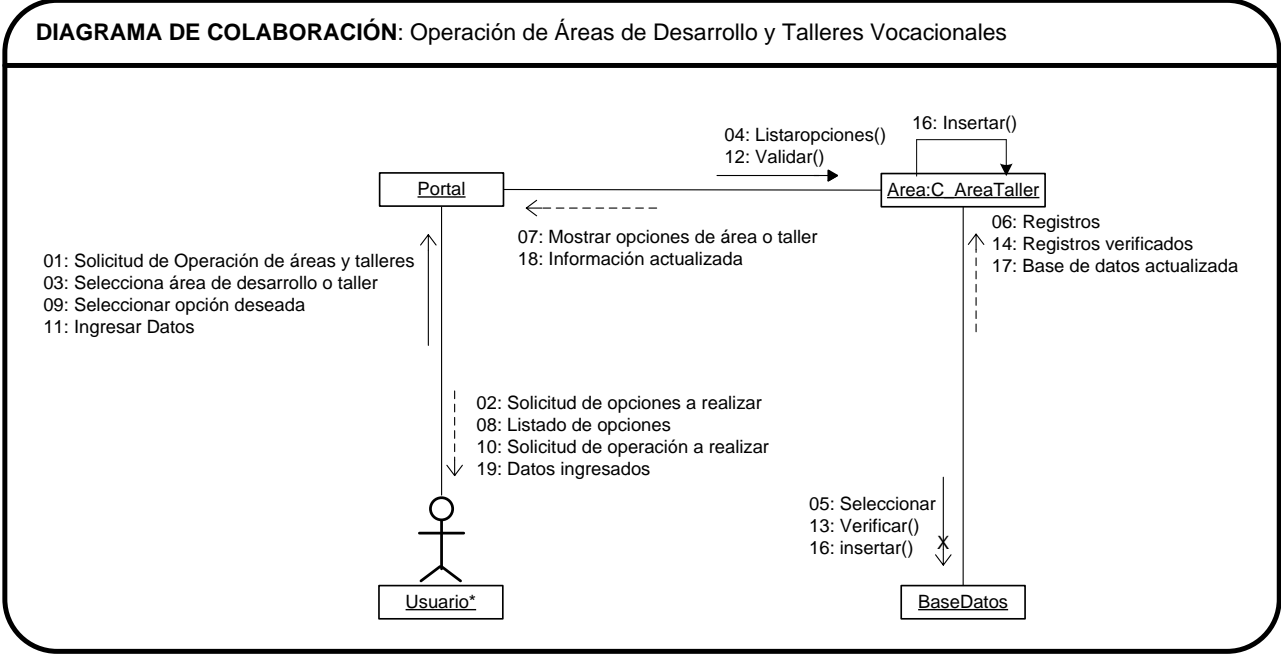 DIAGRAMA DE COLABORACIÓN: Operación de Áreas de Desarrollo y Talleres Vocacionales
16: Insertar()
04: Listaropciones()
12: Validar()
Portal
Area:C_AreaTaller
07: Mostrar opciones de área o taller
18: Información actualizada
06: Registros
14: Registros verificados
17: Base de datos actualizada
01: Solicitud de Operación de áreas y talleres
03: Selecciona área de desarrollo o taller
09: Seleccionar opción deseada
11: Ingresar Datos
02: Solicitud de opciones a realizar
08: Listado de opciones
10: Solicitud de operación a realizar
19: Datos ingresados
05: Seleccionar
13: Verificar()
16: insertar()
X
Usuario*
BaseDatos